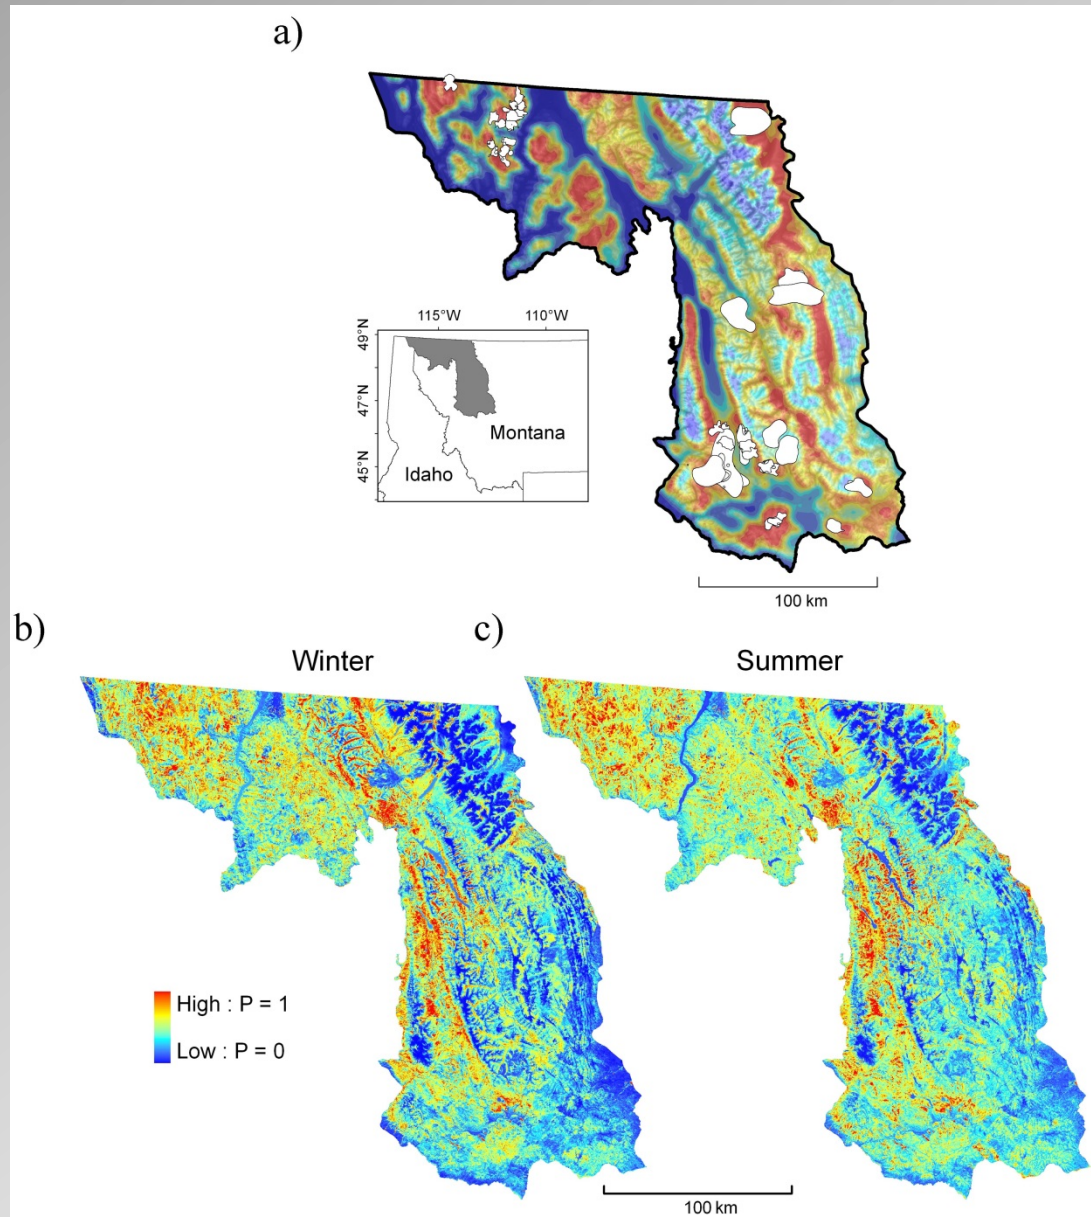 a)
115°W 110°W
49°N
47°N
45°N
Montana
Idaho
100 km
b)
c)
Winter
Summer
High : P = 1
Low : P = 0
100 km